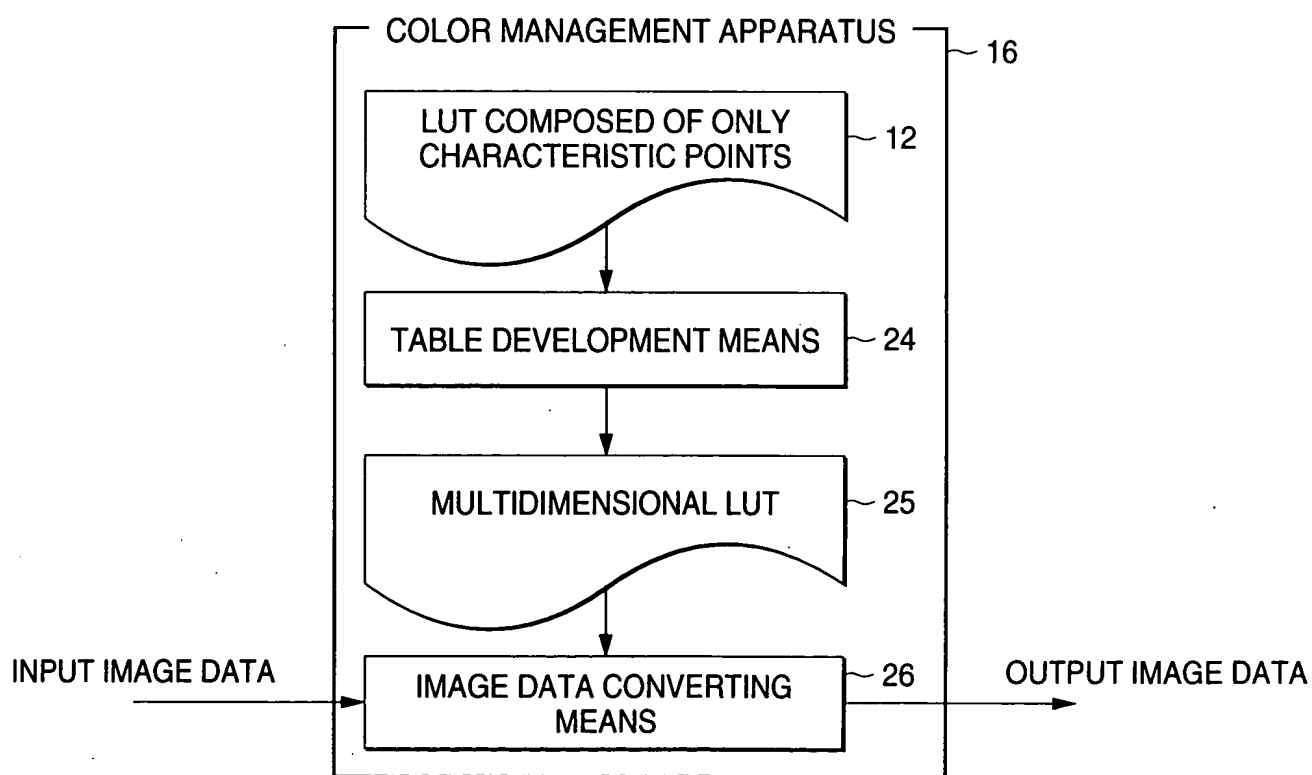 COLOR MANAGEMENT APPARATUS
16
LUT COMPOSED OF ONLY
CHARACTERISTIC POINTS
12
TABLE DEVELOPMENT MEANS
24
MULTIDIMENSIONAL LUT
25
INPUT IMAGE DATA
IMAGE DATA CONVERTING
MEANS
26
OUTPUT IMAGE DATA